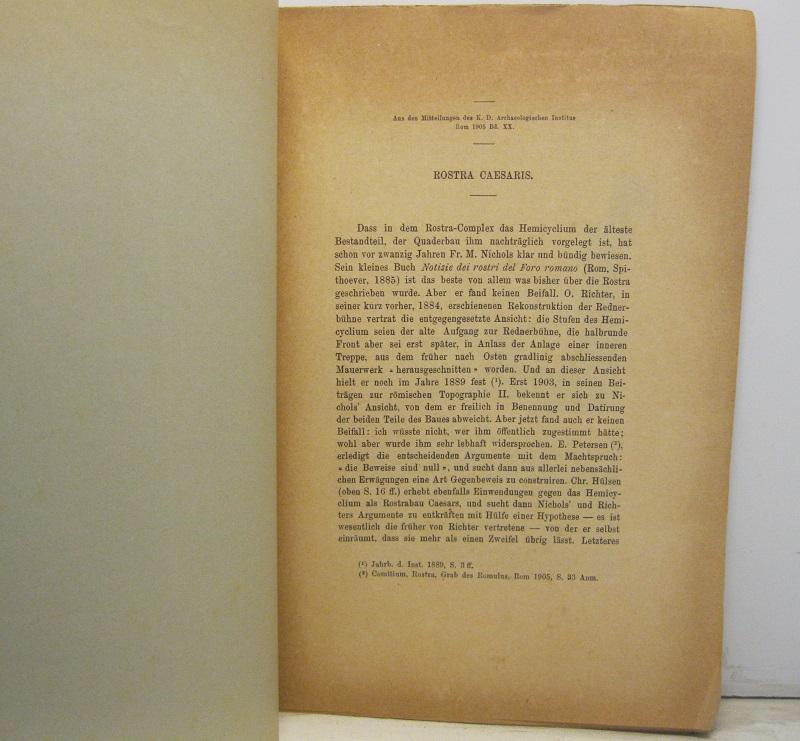 Aus den Mitteilungen des K. D. Archaeologischen Instituts
Rom 1905 Bd. XX.
ROSTRA CAESARIS.
Dass in dem Rostra-Complex das Hemicyclium der älteste
Bestandteil, der Quaderbau ihm nachträglich vorgelegt ist, hat
schon vor zwanzig Jahren Fr. M. Nichols klar und bündig bewiesen.
Sein kleines Buch Notizie dei rostri del Foro romano (Rom, Spi-
thoever, 1885) ist das beste von allem was bisher über die Rostra
geschrieben wurde. Aber er fand keinen Beifall. O. Richter, in
seiner kurz vorher, 1884, erschienenen Rekonstruktion der Redner-
bühne vertrat die entgegengesetzte Ansicht: die Stufen des Hemi-
cyclium seien der alte Aufgang zur Rednerbühne, die halbrunde
Front aber sei erst später, in Anlass der Anlage einer inneren
Treppe, aus dem früher nach Osten gradlinig abschliessenden
Mauerwerk « herausgeschnitten » worden. Und an dieser Ansicht
hielt er noch im Jahre 1889 fest (¹). Erst 1903, in seinen Bei-
trägen zur römischen Topographie II, bekennt er sich zu Ni-
chols' Ansicht, von dem er freilich in Benennung und Datirung
der beiden Teile des Baues abweicht. Aber jetzt fand auch er keinen
Beifall: ich wüsste nicht, wer ihm öffentlich zugestimmt hätte;
wohl aber wurde ihm sehr lebhaft widersprochen. E. Petersen (²),
erledigt die entscheidenden Argumente mit dem Machtspruch:
« die Beweise sind null », und sucht dann aus allerlei nebensächli-
chen Erwägungen eine Art Gegenbeweis zu construiren. Chr. Hülsen
(oben S. 16 ff.) erhebt ebenfalls Einwendungen gegen das Hemicy-
clium als Rostrabau Caesars, und sucht dann Nichols' und Rich-
ters Argumente zu entkräften mit Hülfe einer Hypothese — es ist
wesentlich die früher von Richter vertretene — von der er selbst
einräumt, dass sie mehr als einen Zweifel übrig lässt. Letzteres
(¹) Jahrb. d. Inst. 1889, S. 3 ff.
(²) Comitium, Rostra, Grab des Romulus, Rom 1905, S. 33 Anm.